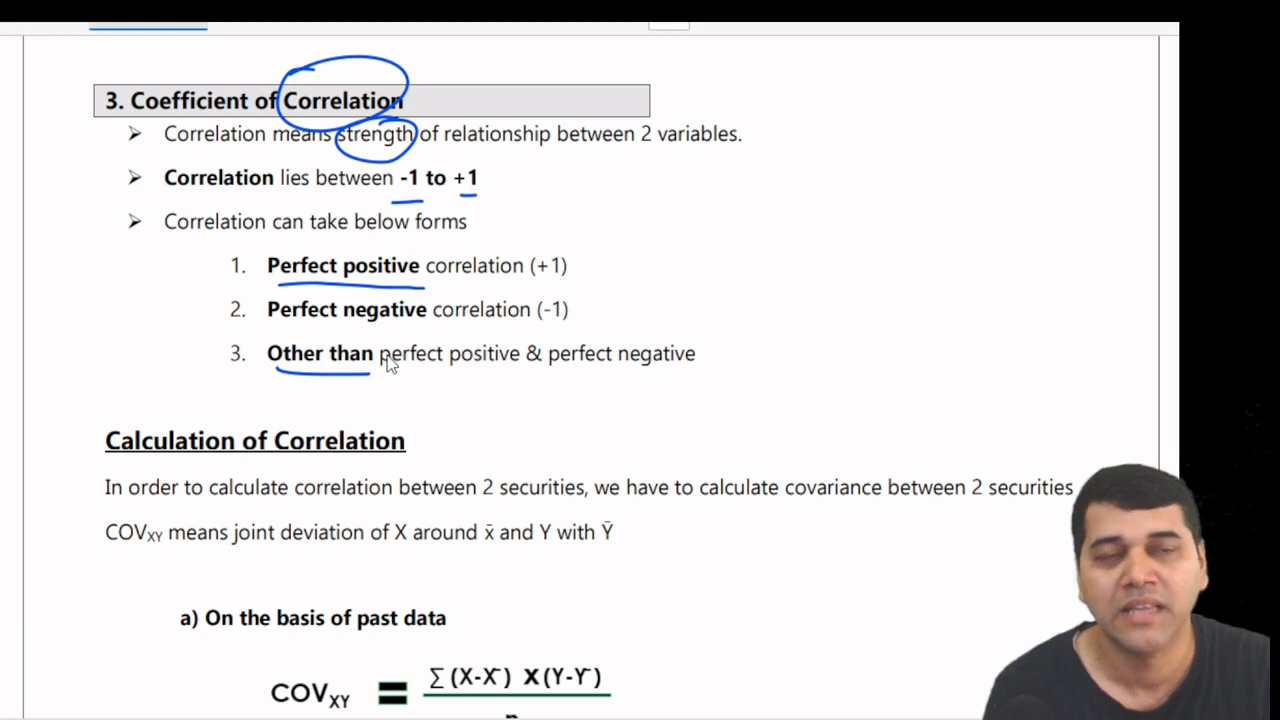 3. Coefficient of Correlation
➤ Correlation means strength of relationship between 2 variables.
➤ Correlation lies between -1 to +1
➤ Correlation can take below forms
1. Perfect positive correlation (+1)
2. Perfect negative correlation (-1)
3. Other than perfect positive & perfect negative
Calculation of Correlation
In order to calculate correlation between 2 securities, we have to calculate covariance between 2 securities
COVXY means joint deviation of X around x̄ and Y with Ȳ
a) On the basis of past data
COVXY = ∑(X-X̄) X (Y-Ȳ)
n